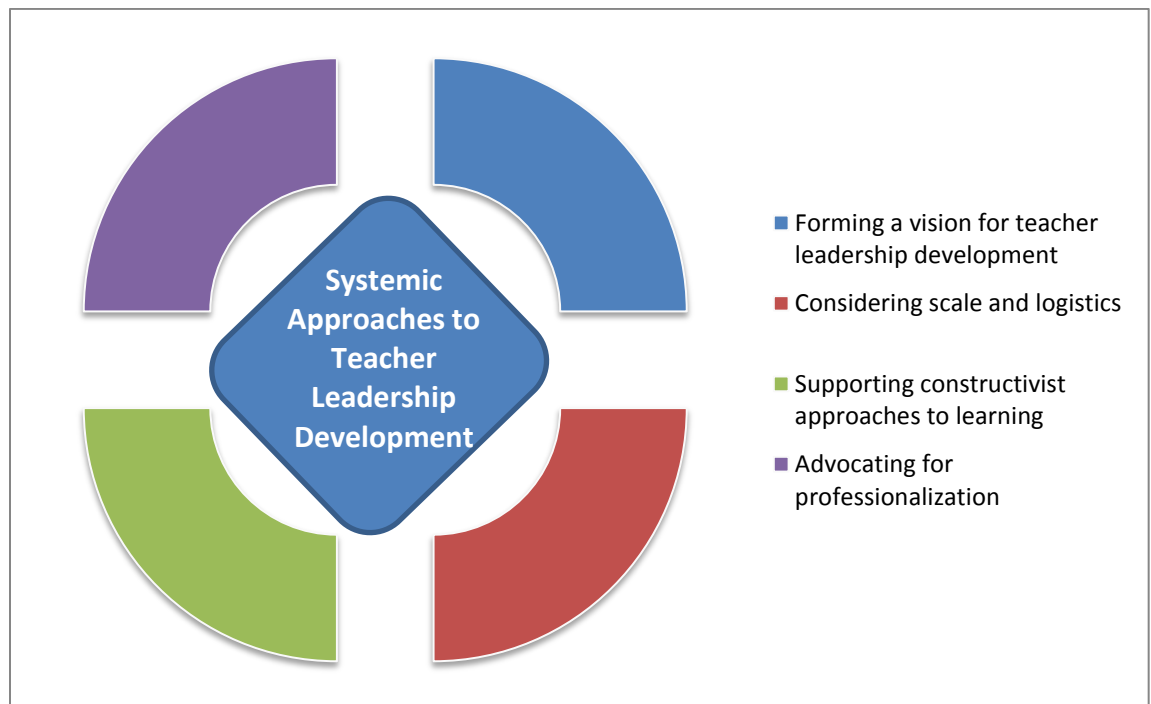 Systemic
Approaches to
Teacher
Leadership
Development
Forming a vision for teacher
leadership development
Considering scale and logistics
Supporting constructivist
approaches to learning
Advocating for
professionalization